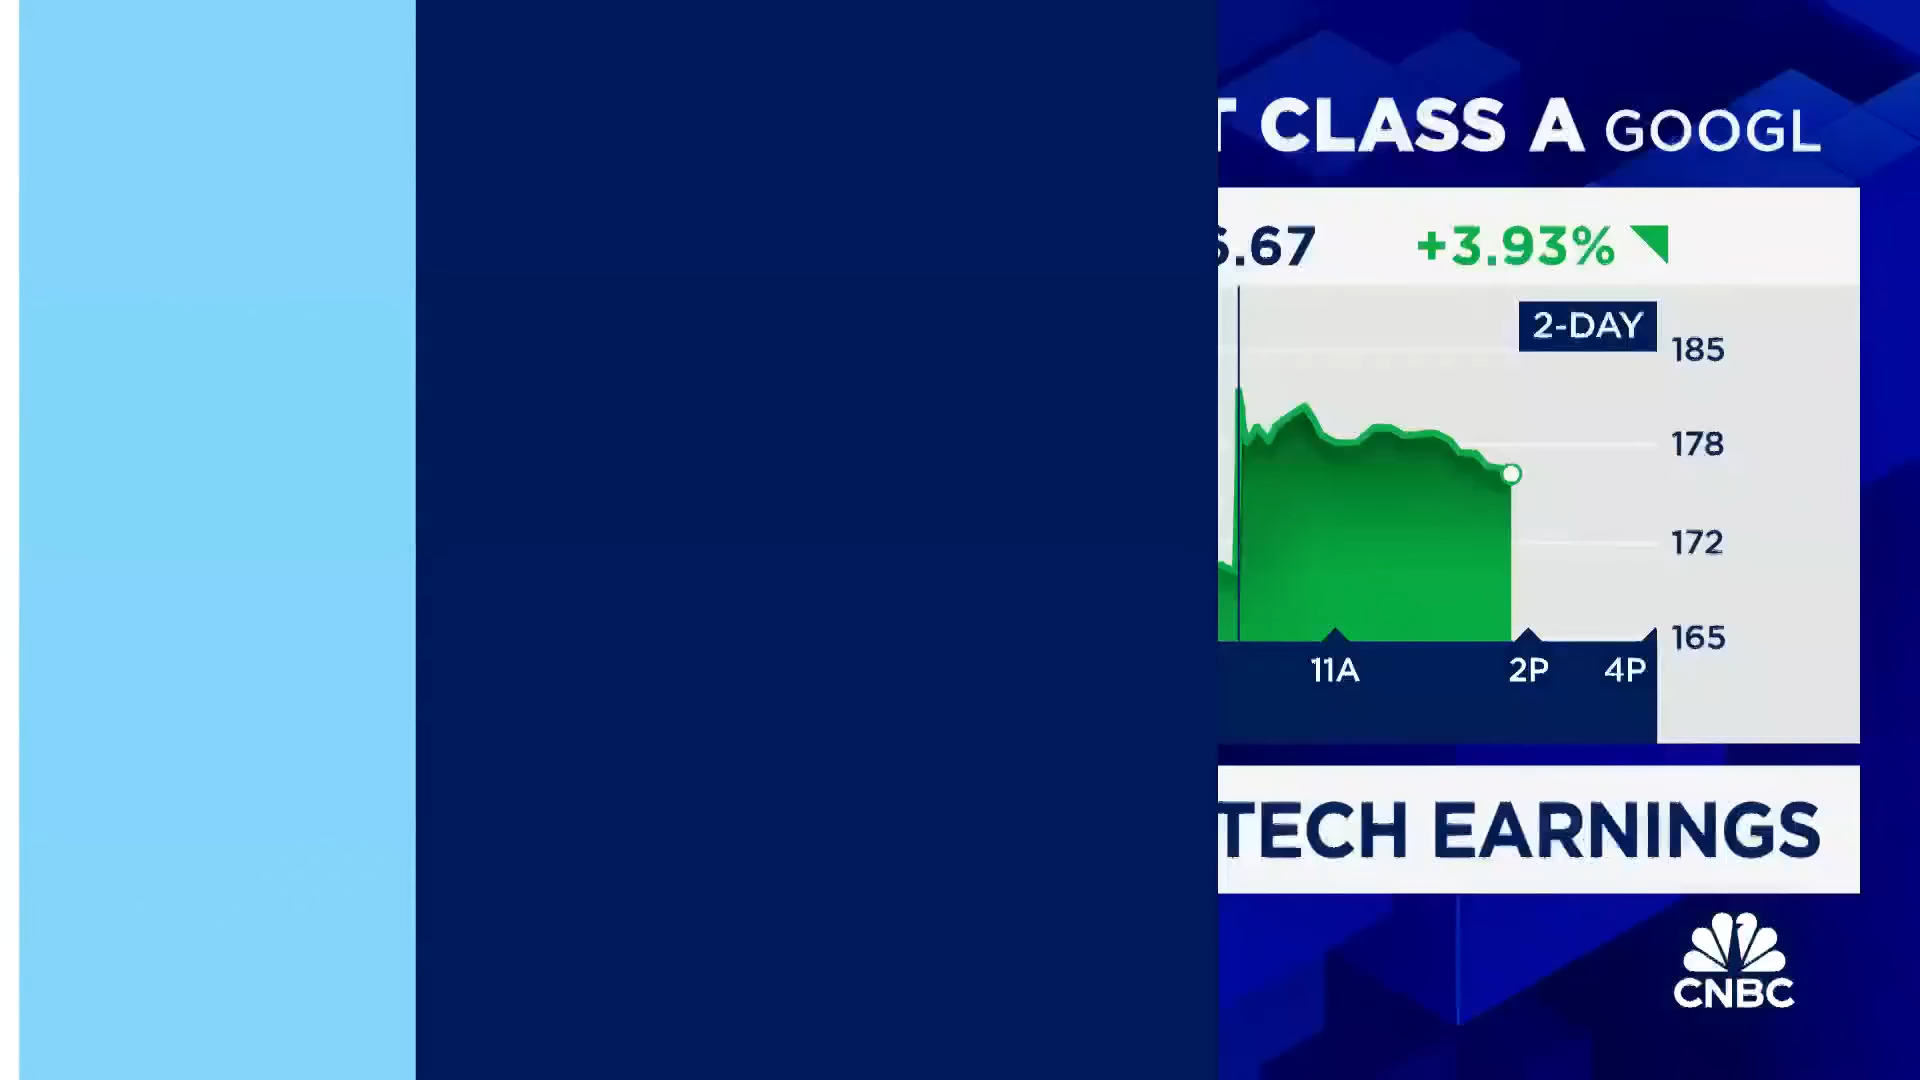 CLASS A GOOGL
.67 +3.93%
2-DAY
185
178
172
165
11A 2P 4P
TECH EARNINGS
CNBC